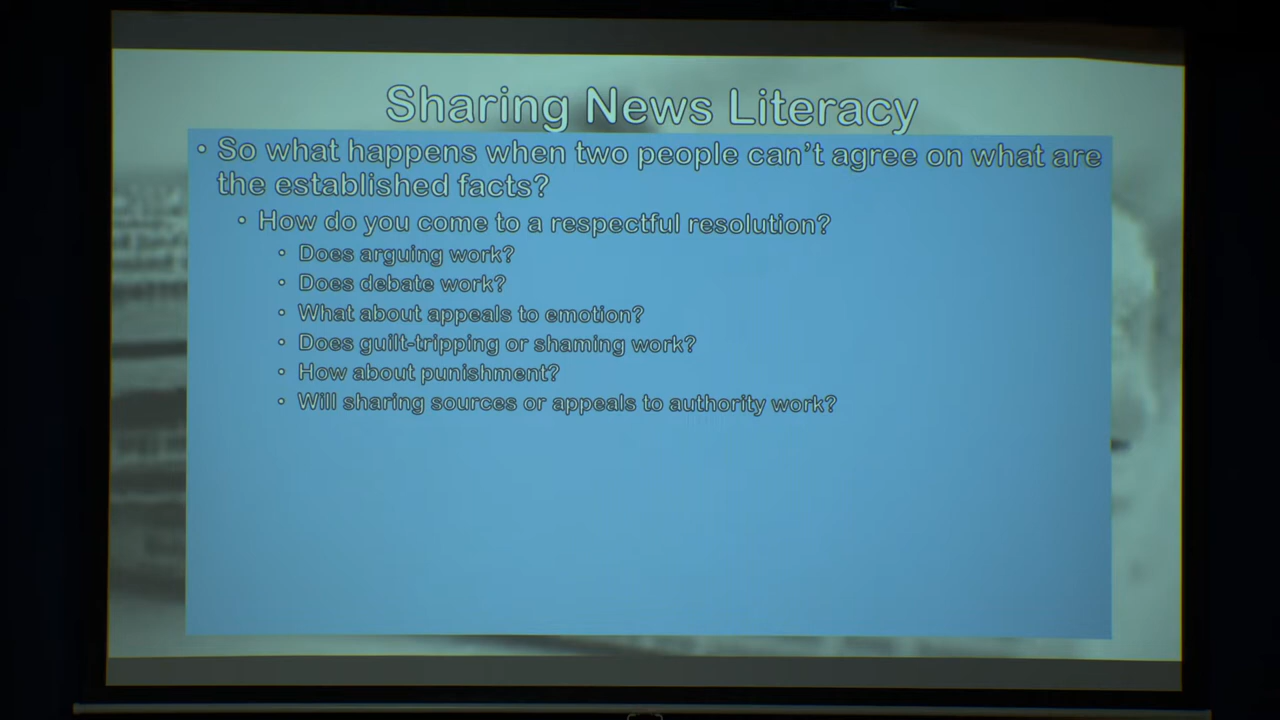 Sharing News Literacy
• So what happens when two people can't agree on what are
the established facts?
• How do you come to a respectful resolution?
• Does arguing work?
• Does debate work?
• What about appeals to emotion?
• Does guilt-tripping or shaming work?
• How about punishment?
• Will sharing sources or appeals to authority work?